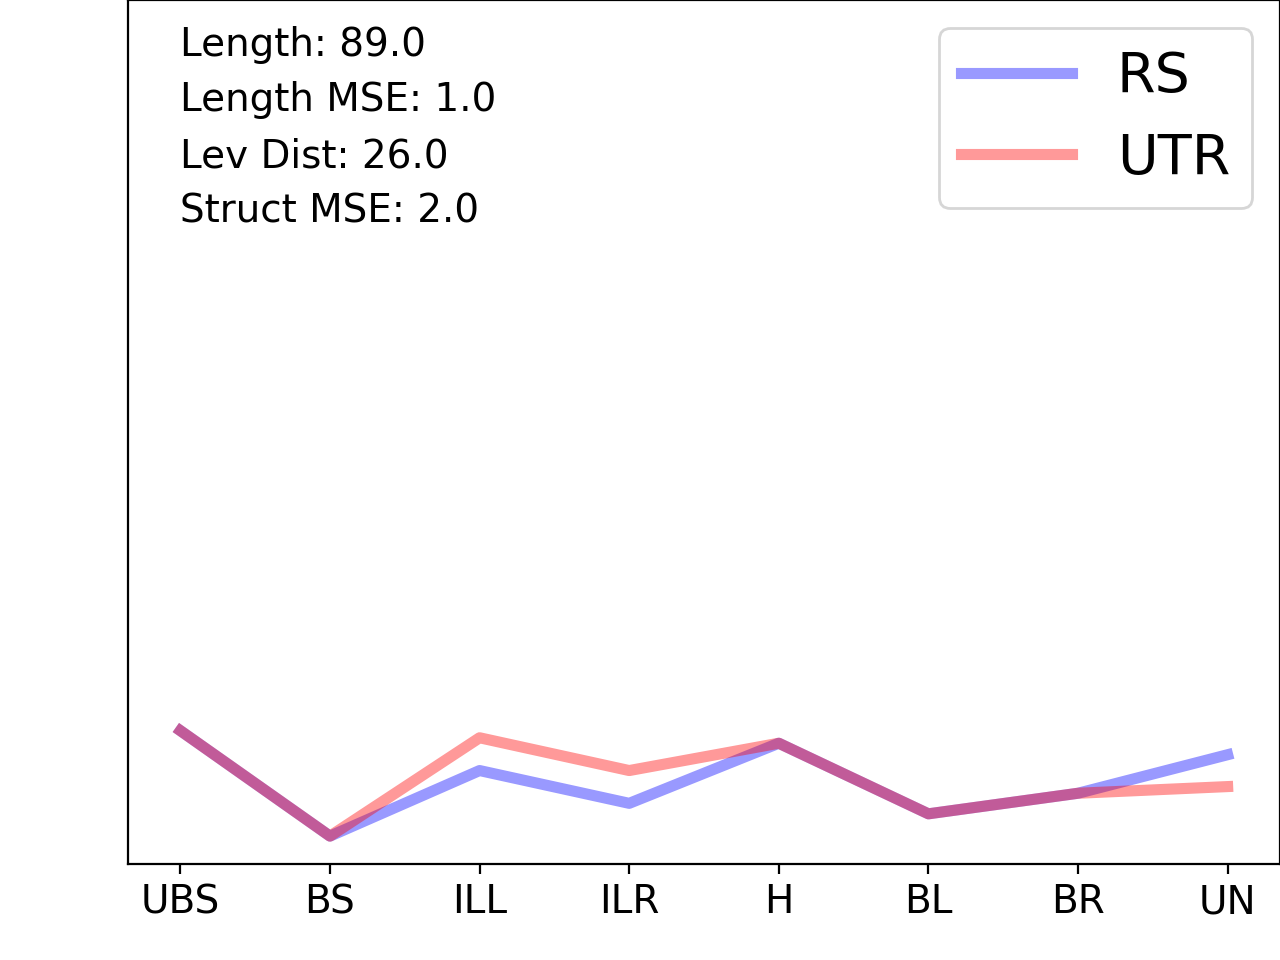 Length: 89.0
Length MSE: 1.0
Lev Dist: 26.0
Struct MSE: 2.0
RS
UTR
UBS BS ILL ILR H BL BR UN